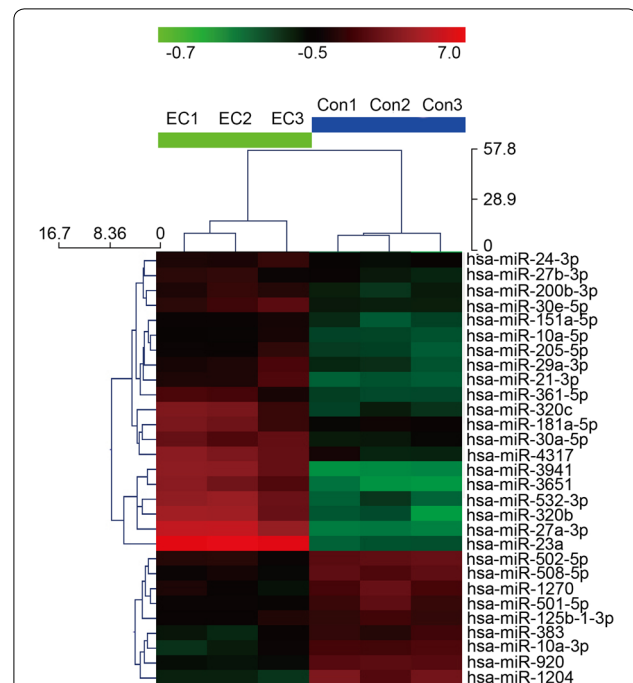 -0.7 -0.5 7.0
EC1 EC2 EC3 Con1 Con2 Con3
57.8
28.9
0
16.7 8.36 0
hsa-miR-24-3p
hsa-miR-27b-3p
hsa-miR-200b-3p
hsa-miR-30e-5p
hsa-miR-151a-5p
hsa-miR-10a-5p
hsa-miR-205-5p
hsa-miR-29a-3p
hsa-miR-21-3p
hsa-miR-361-5p
hsa-miR-320c
hsa-miR-181a-5p
hsa-miR-30a-5p
hsa-miR-4317
hsa-miR-3941
hsa-miR-3651
hsa-miR-532-3p
hsa-miR-320b
hsa-miR-27a-3p
hsa-miR-23a
hsa-miR-502-5p
hsa-miR-508-5p
hsa-miR-1270
hsa-miR-501-5p
hsa-miR-125b-1-3p
hsa-miR-383
hsa-miR-10a-3p
hsa-miR-920
hsa-miR-1204